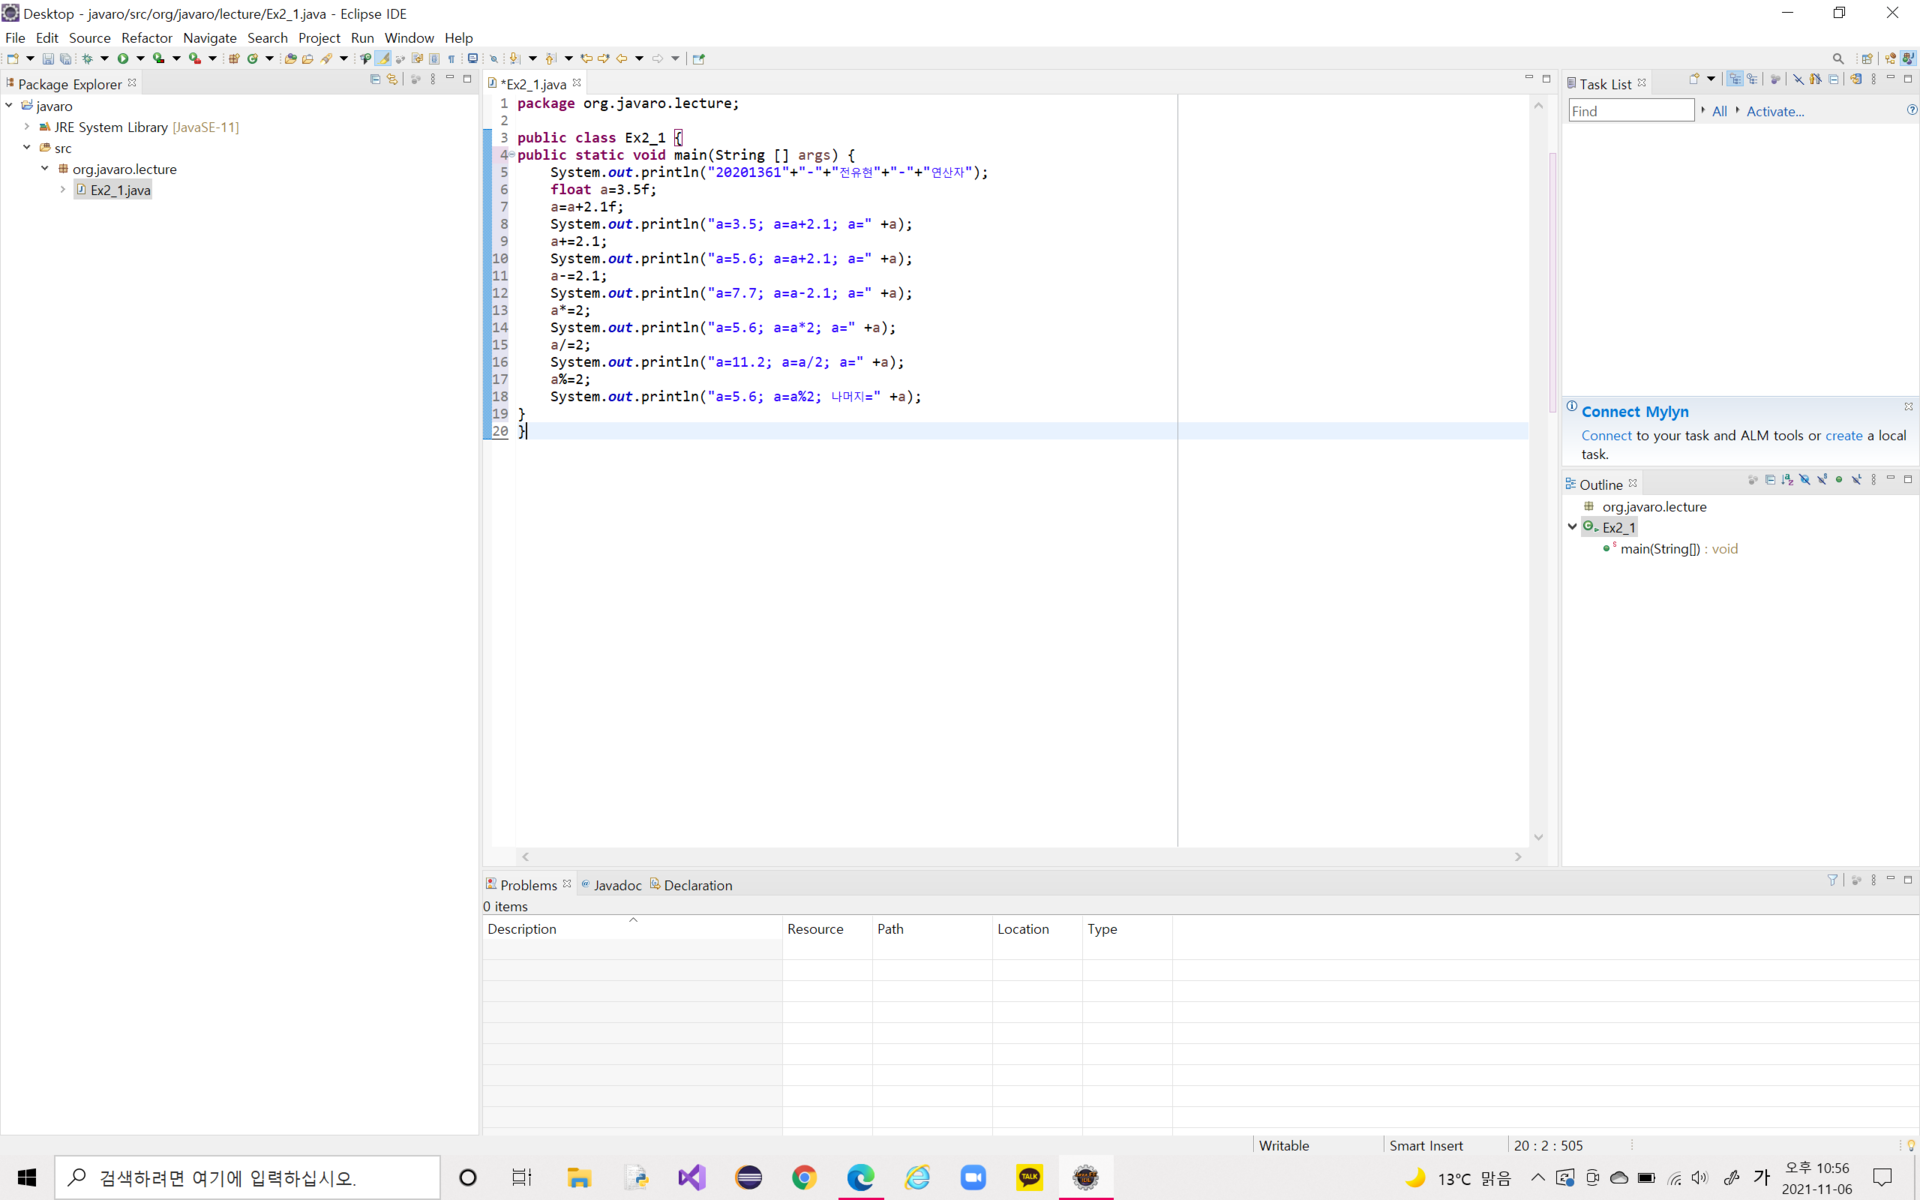 Desktop - javaro/src/org/javaro/lecture/Ex2_1.java - Eclipse IDE
File Edit Source Refactor Navigate Search Project Run Window Help
Package Explorer
javaro
JRE System Library [JavaSE-11]
src
org.javaro.lecture
Ex2_1.java
*Ex2_1.java
1 package org.javaro.lecture;
2
3 public class Ex2_1 {
4 public static void main(String [] args) {
5 System.out.println("20201361"+"-"+"전유현"+"-"+"연산자");
6 float a=3.5f;
7 a=a+2.1f;
8 System.out.println("a=3.5; a=a+2.1; a=" +a);
9 a+=2.1;
10 System.out.println("a=5.6; a=a+2.1; a=" +a);
11 a-=2.1;
12 System.out.println("a=7.7; a=a-2.1; a=" +a);
13 a*=2;
14 System.out.println("a=5.6; a=a*2; a=" +a);
15 a/=2;
16 System.out.println("a=11.2; a=a/2; a=" +a);
17 a%=2;
18 System.out.println("a=5.6; a=a%2; 나머지=" +a);
19 }
20 }
Task List
Find All Activate...
Connect Mylyn
Connect to your task and ALM tools or create a local
task.
Outline
org.javaro.lecture
Ex2_1
main(String[]) : void
Problems Javadoc Declaration
0 items
Description Resource Path Location Type
Writable Smart Insert 20 : 2 : 505
검색하려면 여기에 입력하십시오.
TALK
13°C 맑음
가
오후 10:56
2021-11-06